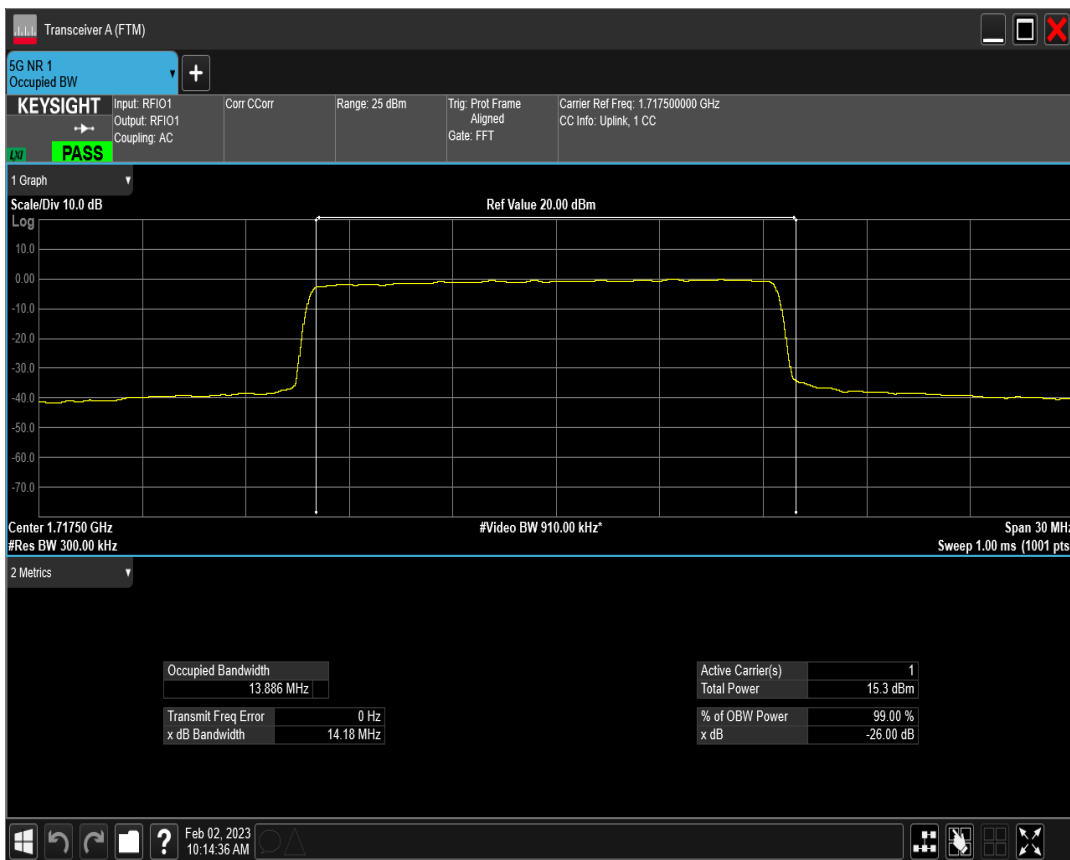 Transceiver A (FTM)
5G NR 1
Occupied BW
+
KEYSIGHT
LXI
PASS
Input: RFIO1
Output: RFIO1
Coupling: AC
Corr CCorr
Range: 25 dBm
Trig: Prot Frame
Aligned
Gate: FFT
Carrier Ref Freq: 1.717500000 GHz
CC Info: Uplink, 1 CC
1 Graph
Scale/Div 10.0 dB
Ref Value 20.00 dBm
Log
10.0
0.00
-10.0
-20.0
-30.0
-40.0
-50.0
-60.0
-70.0
Center 1.71750 GHz
#Video BW 910.00 kHz*
Span 30 MHz
#Res BW 300.00 kHz
Sweep 1.00 ms (1001 pts
2 Metrics
Occupied Bandwidth
13.886 MHz
Transmit Freq Error 0 Hz
x dB Bandwidth 14.18 MHz
Active Carrier(s) 1
Total Power 15.3 dBm
% of OBW Power 99.00 %
x dB -26.00 dB
?
Feb 02, 2023
10:14:36 AM